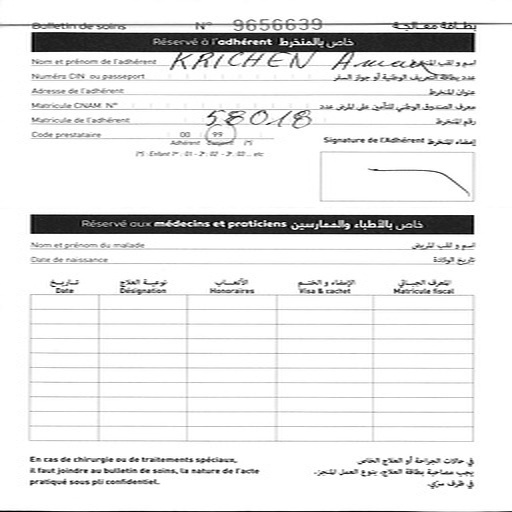 Bulletin de soins N° 9656639 بطاقة معالجة
Réservé à l'adhérent خاص بالمنخرط
Nom et prénom de l'adhérent KRICHEN اسم و لقب المنخرط
Numéro CIN ou passeport عدد بطاقة التعريف الوطنية أو جواز السفر
Adresse de l'adhérent عنوان المنخرط
Matricule CNAM N° معرف الصندوق الوطني للتأمين على المرض عدد
Matricule de l'adhérent 58018 رقم المنخرط
Code prestataire 00 99 Signature de l'Adhérent إمضاء المنخرط
Adhérent Conjoint (*)
(*) : Enfant 1er : 01 - 2e : 02 - 3e : 03 ... etc
Réservé aux médecins et praticiens خاص بالأطباء والممارسين
Nom et prénom du malade اسم و لقب المريض
Date de naissance تاريخ الولادة
تاريخ نوعية العلاج الأتعاب الإمضاء و الختم المعرف الجبائي
Date Désignation Honoraires Visa & cachet Matricule fiscal
En cas de chirurgie ou de traitements spéciaux, في حالات الجراحة أو العلاج الخاص
il faut joindre au bulletin de soins, la nature de l'acte يجب مصاحبة بطاقة العلاج، بنوع العمل المنجز،
pratiqué sous pli confidentiel. في ظرف سري.